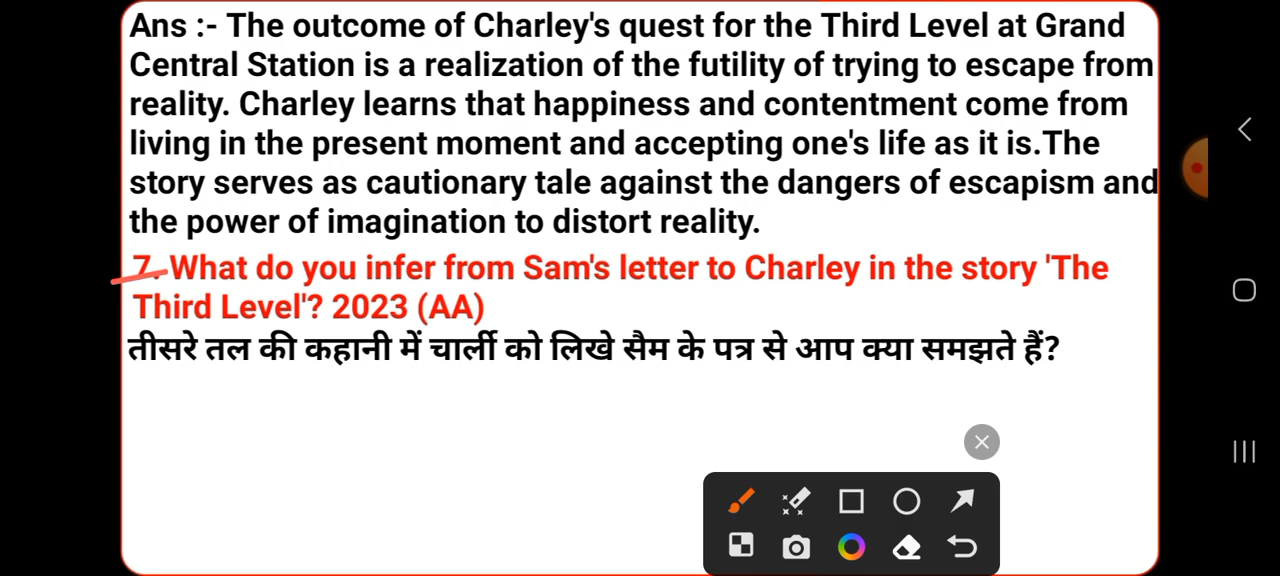 Ans :- The outcome of Charley's quest for the Third Level at Grand
Central Station is a realization of the futility of trying to escape from
reality. Charley learns that happiness and contentment come from
living in the present moment and accepting one's life as it is.The
story serves as cautionary tale against the dangers of escapism and
the power of imagination to distort reality.
7. What do you infer from Sam's letter to Charley in the story 'The
Third Level'? 2023 (AA)
तीसरे तल की कहानी में चार्ली को लिखे सैम के पत्र से आप क्या समझते हैं?